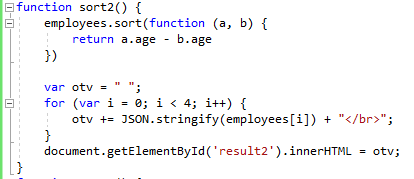 function sort2() {
    employees.sort(function (a, b) {
        return a.age - b.age
    })

    var otv = " ";
    for (var i = 0; i < 4; i++) {
        otv += JSON.stringify(employees[i]) + "</br>";
    }
    document.getElementById('result2').innerHTML = otv;
}